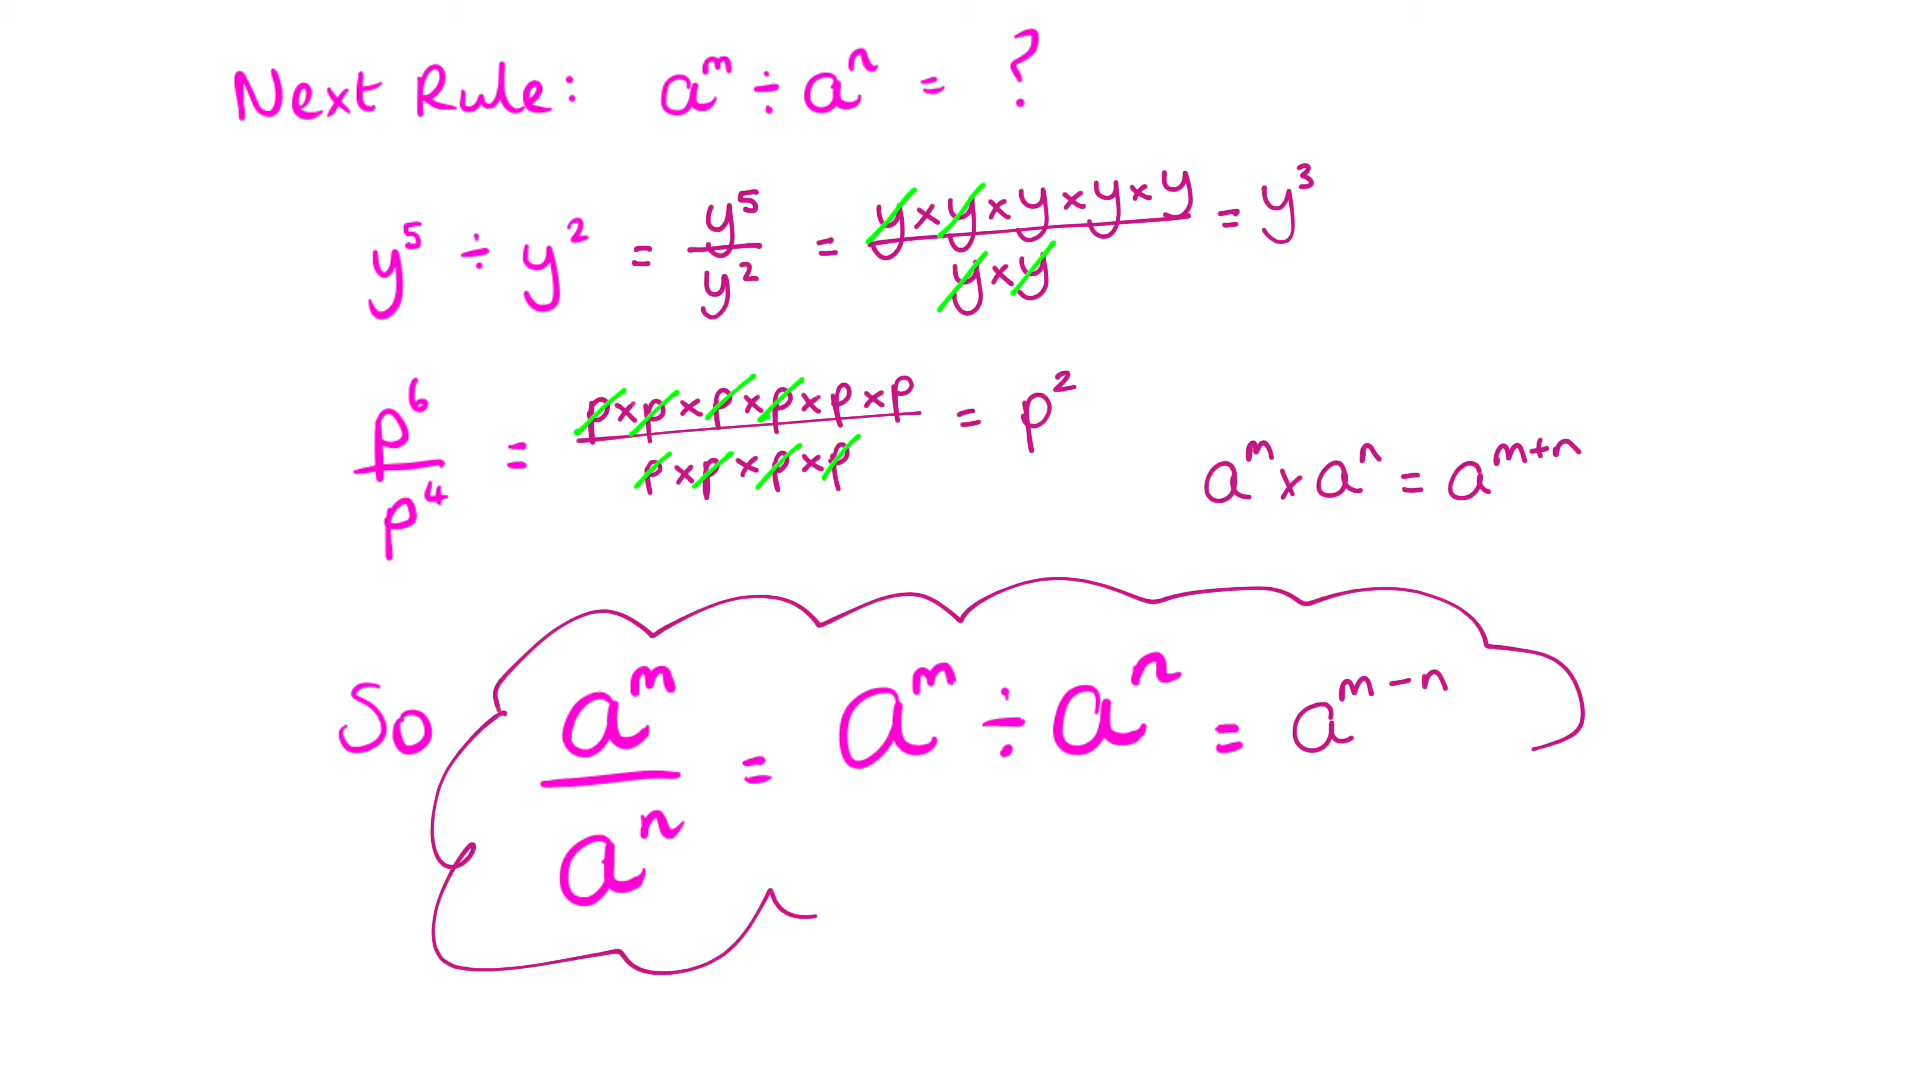 Next Rule: aᵐ ÷ aⁿ = ?
y⁵ ÷ y² = y⁵/y² = (y×y×y×y×y)/(y×y) = y³
p⁶/p⁴ = (p×p×p×p×p×p)/(p×p×p×p) = p²
aᵐ × aⁿ = aᵐ⁺ⁿ
So aᵐ/aⁿ = aᵐ ÷ aⁿ = aᵐ⁻ⁿ